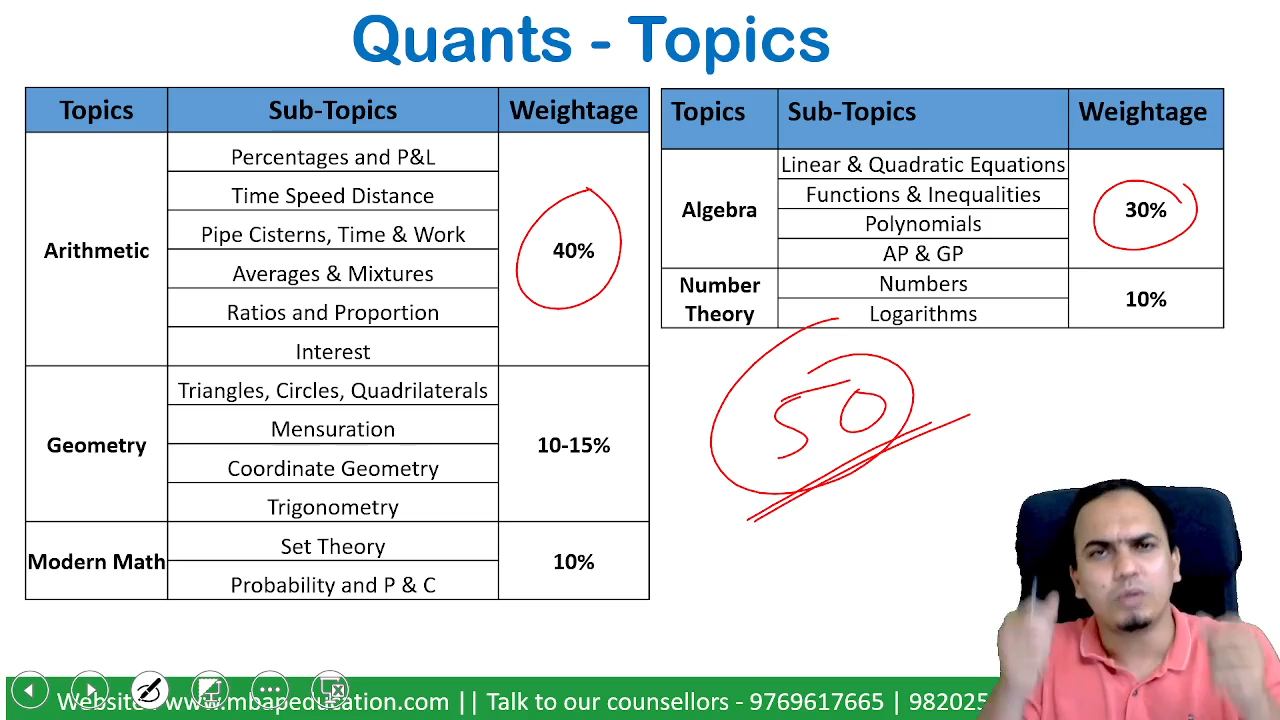 Quants - Topics
Topics Sub-Topics Weightage
Arithmetic
Percentages and P&L
Time Speed Distance
Pipe Cisterns, Time & Work
Averages & Mixtures
Ratios and Proportion
Interest
40%
Geometry
Triangles, Circles, Quadrilaterals
Mensuration
Coordinate Geometry
Trigonometry
10-15%
Modern Math
Set Theory
Probability and P & C
10%
Topics Sub-Topics Weightage
Algebra
Linear & Quadratic Equations
Functions & Inequalities
Polynomials
AP & GP
30%
Number
Theory
Numbers
Logarithms
10%
50
Website www.mbapeducation.com || Talk to our counsellors - 9769617665 | 982025